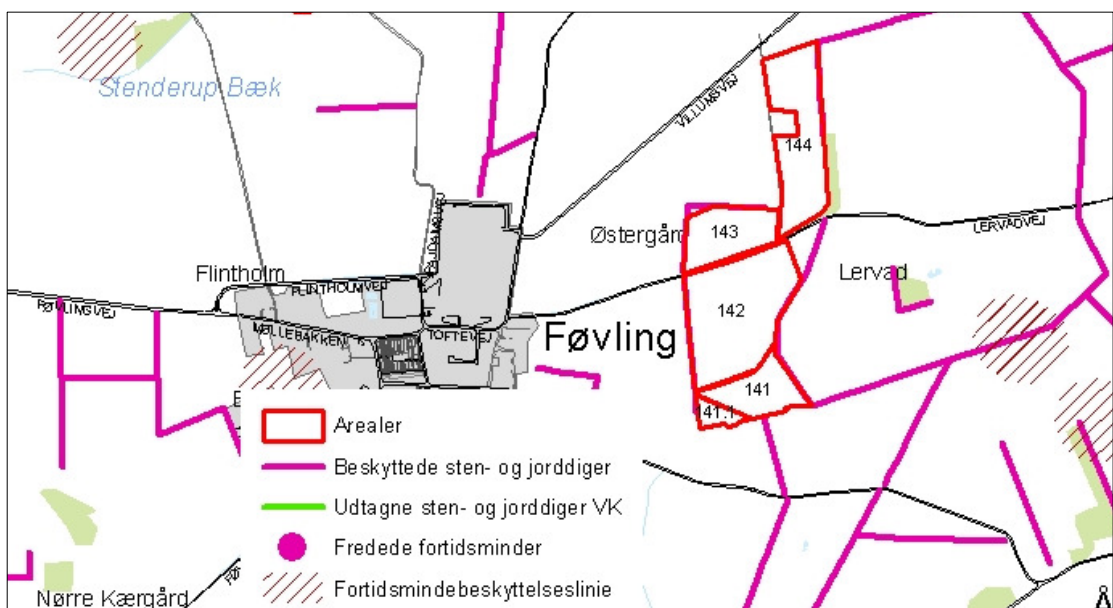 Stenderup Bæk
VILLUMSVEJ
144
143
Østergård
LERVADVEJ
Flintholm
Lervad
FLINTHOLMVEJ
FØVLINGSVEJ
142
MØLLEBAKKEN
TOFTEVEJ
Føvling
141
141.1
Arealer
Beskyttede sten- og jorddiger
Udtagne sten- og jorddiger VK
Fredede fortidsminder
Fortidsmindebeskyttelseslinie
Nørre Kærgård